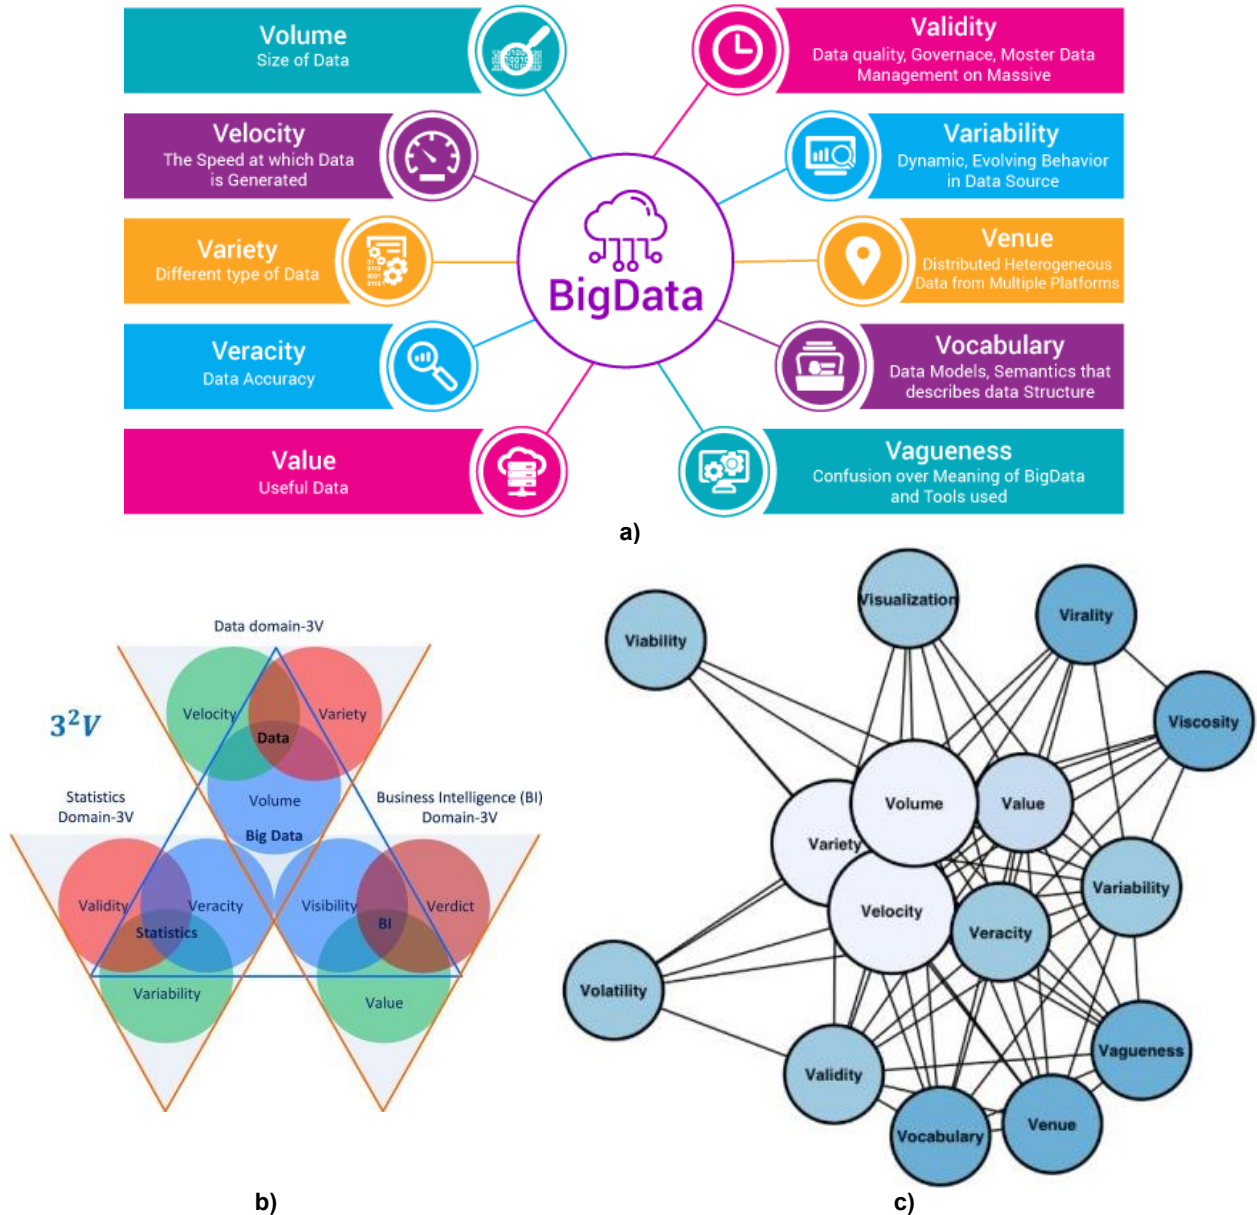 Volume
Size of Data
Velocity
The Speed at which Data
is Generated
Variety
Different type of Data
Veracity
Data Accuracy
Value
Useful Data
BigData
Validity
Data quality, Governace, Moster Data
Management on Massive
Variability
Dynamic, Evolving Behavior
in Data Source
Venue
Distributed Heterogeneous
Data from Multiple Platforms
Vocabulary
Data Models, Semantics that
describes data Structure
Vagueness
Confusion over Meaning of BigData
and Tools used
a)
Data domain-3V
3²V
Velocity
Variety
Data
Volume
Big Data
Statistics
Domain-3V
Business Intelligence (BI)
Domain-3V
Validity
Veracity
Statistics
Variability
Visibility
Verdict
BI
Value
b)
Visualization
Virality
Viability
Viscosity
Volume
Value
Variety
Variability
Velocity
Veracity
Volatility
Vagueness
Validity
Venue
Vocabulary
c)